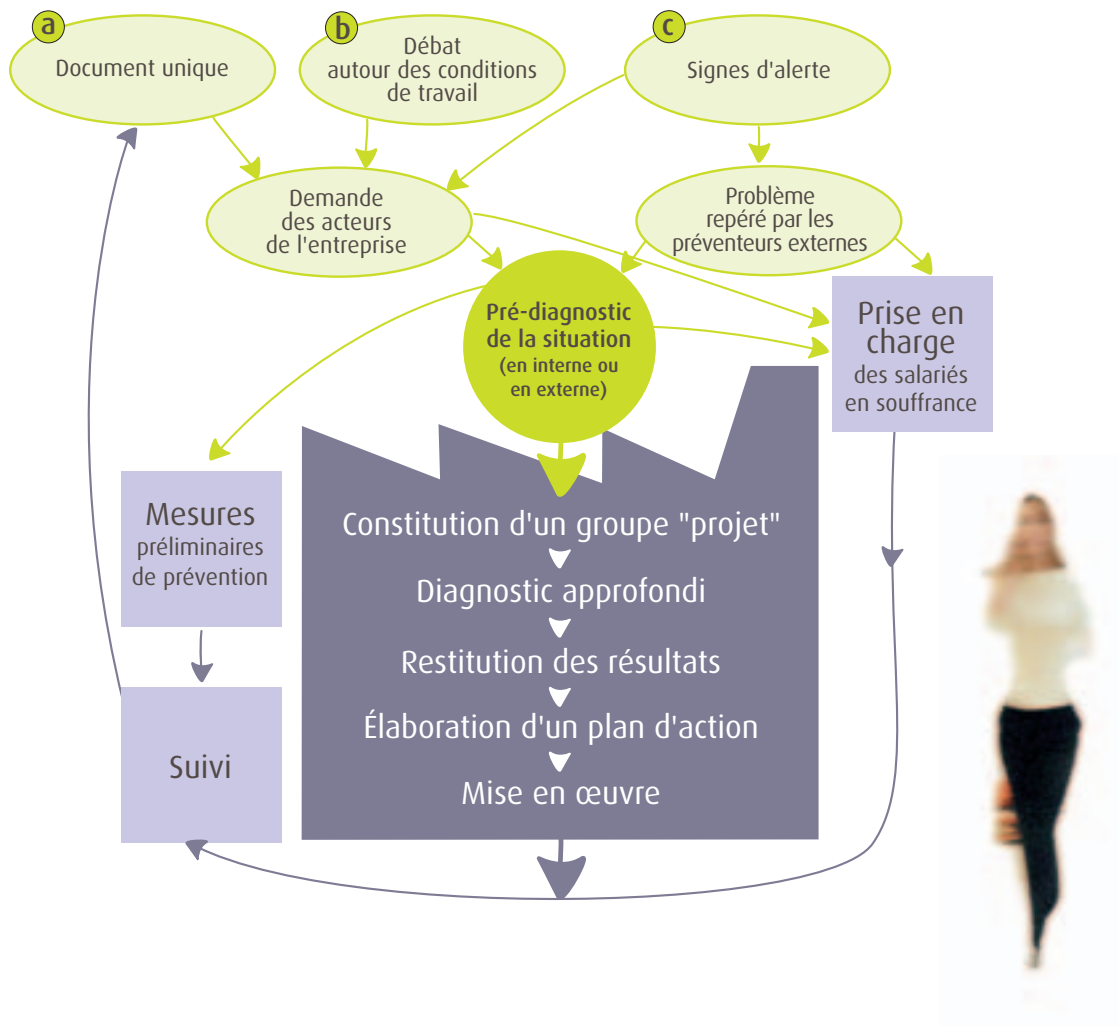 a
Document unique
b
Débat
autour des conditions
de travail
c
Signes d'alerte
Demande
des acteurs
de l'entreprise
Problème
repéré par les
préventeurs externes
Pré-diagnostic
de la situation
(en interne ou
en externe)
Prise en
charge
des salariés
en souffrance
Mesures
préliminaires
de prévention
Constitution d'un groupe "projet"
Diagnostic approfondi
Restitution des résultats
Élaboration d'un plan d'action
Mise en œuvre
Suivi